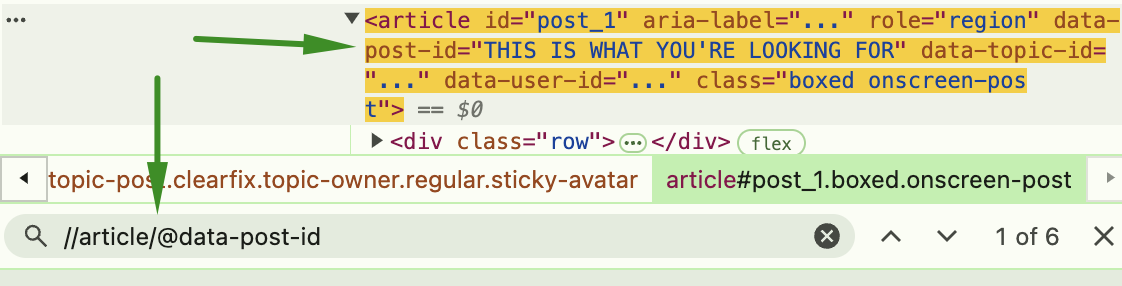 <article id="post_1" aria-label="..." role="region" data-
post-id="THIS IS WHAT YOU'RE LOOKING FOR" data-topic-id=
"..." data-user-id="..." class="boxed onscreen-pos
t"> == $0
<div class="row"> ... </div> flex
topic-post.clearfix.topic-owner.regular.sticky-avatar article#post_1.boxed.onscreen-post
//article/@data-post-id 1 of 6